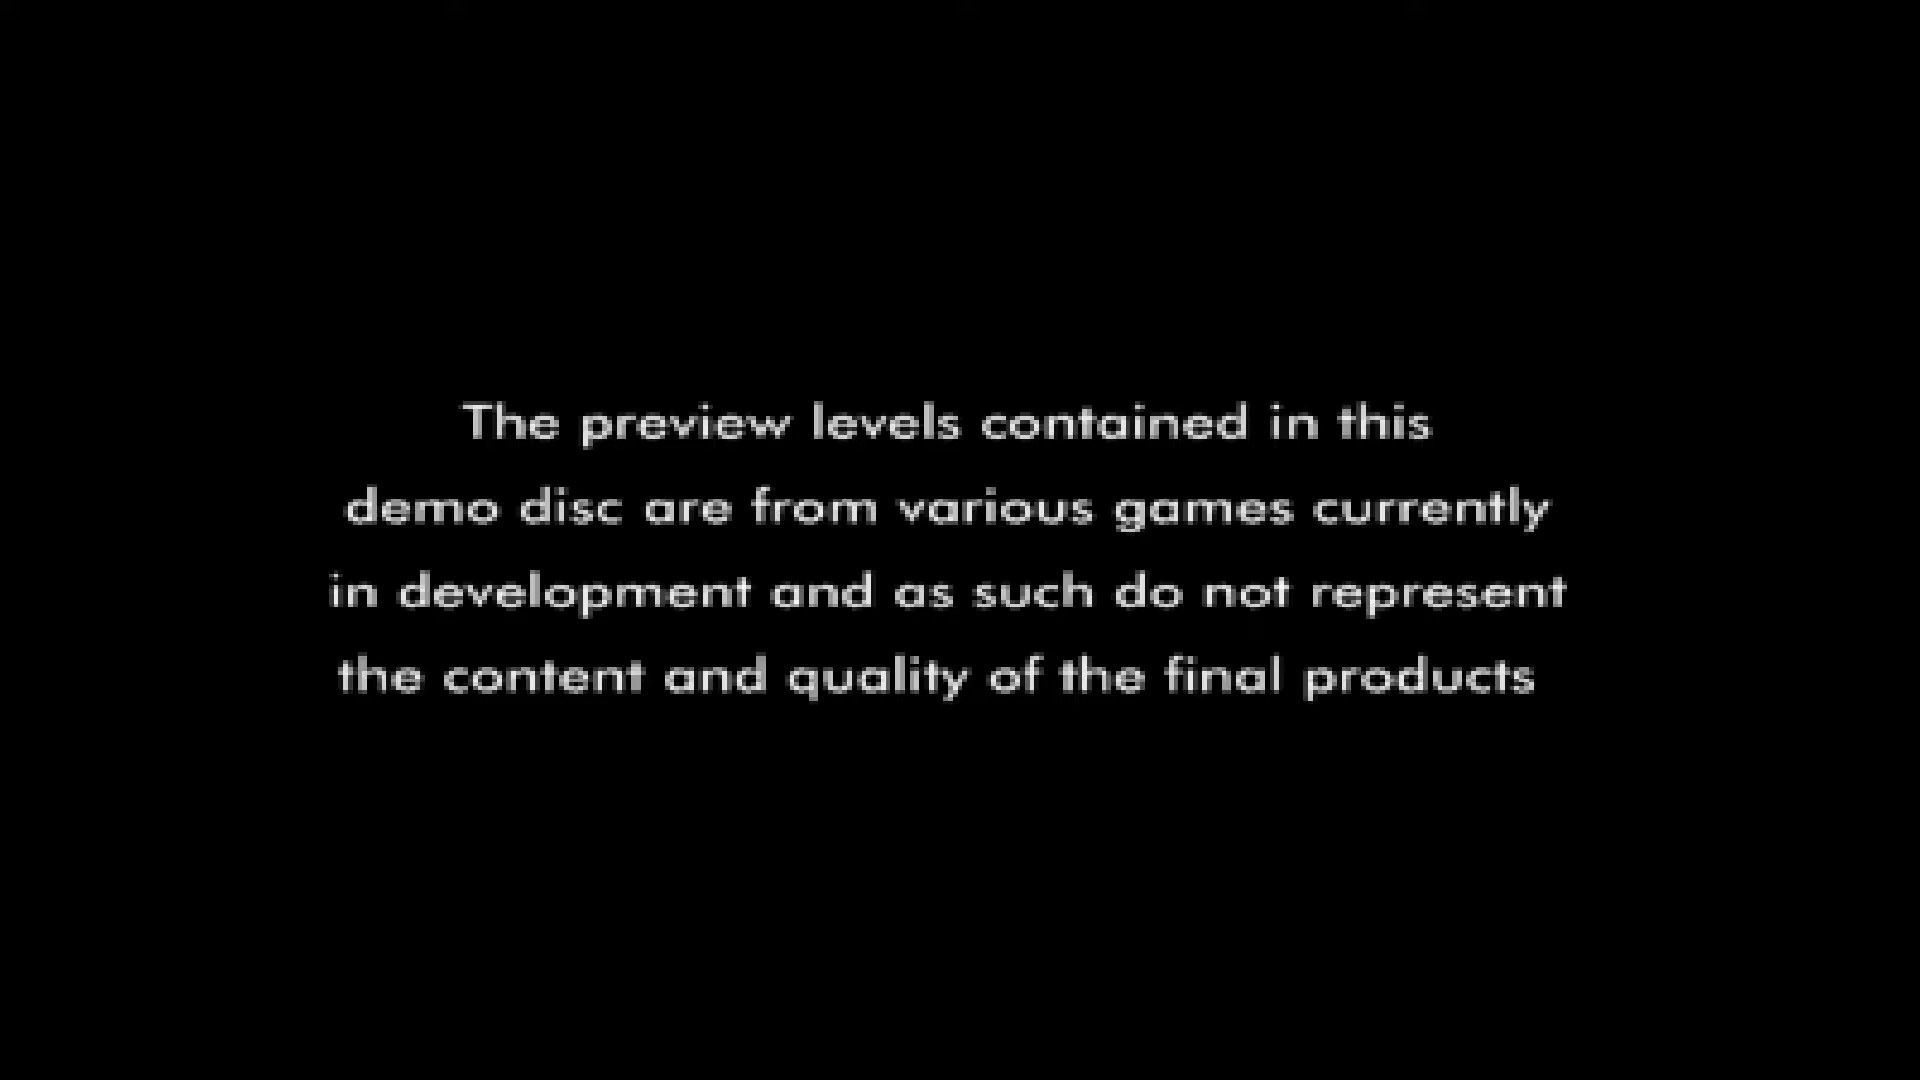 The preview levels contained in this
demo disc are from various games currently
in development and as such do not represent
the content and quality of the final products